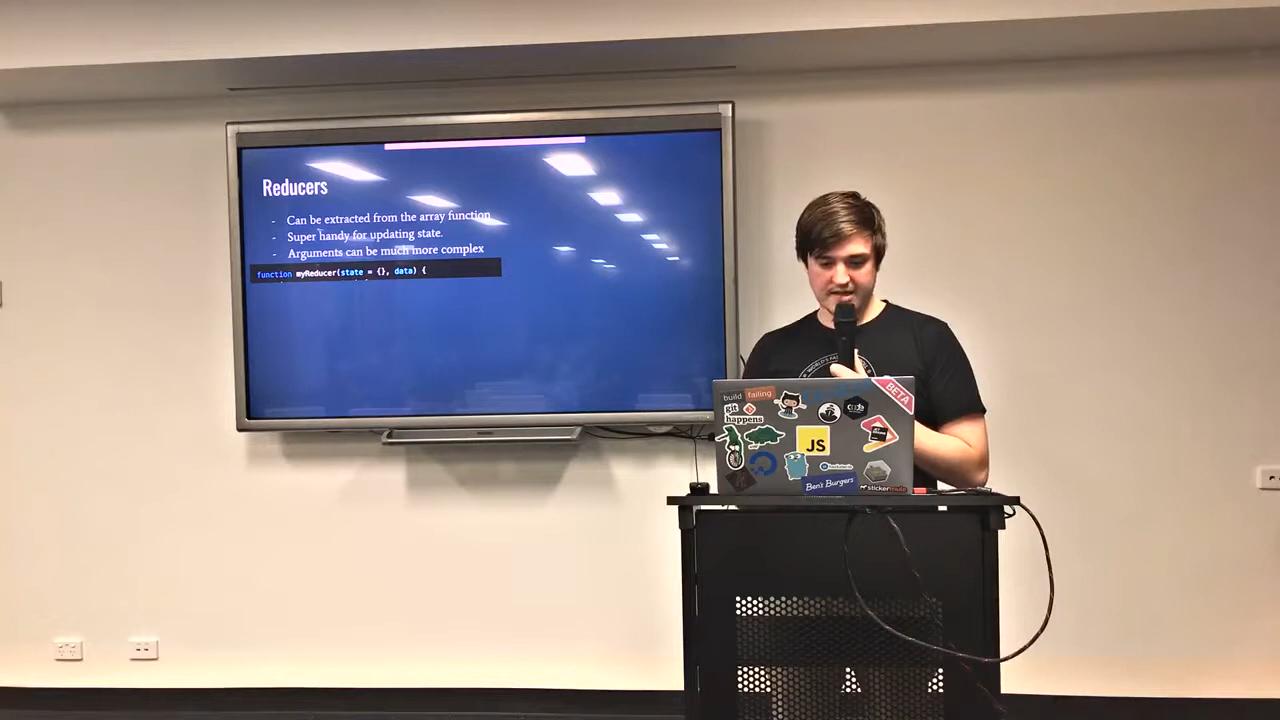 Reducers
- Can be extracted from the array function
- Super handy for updating state.
- Arguments can be much more complex
function myReducer(state = {}, data) {
build failing
BETA
git
happens
JS
Ben's Burgers
stickermule